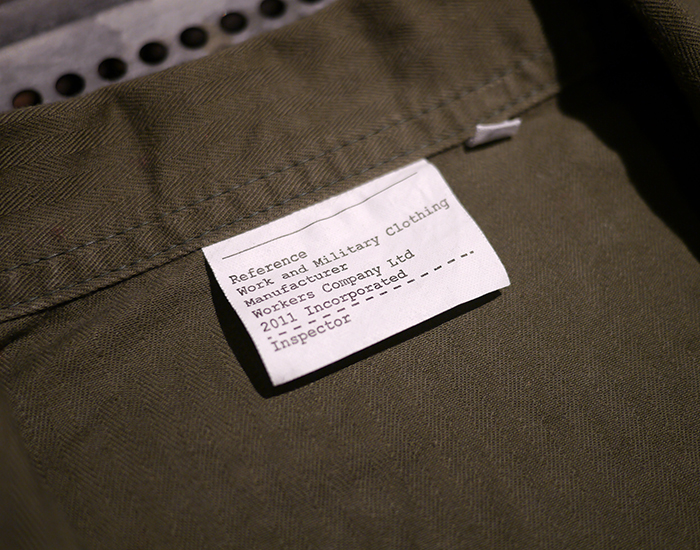 Reference
Work and Military Clothing
Manufacturer
Workers Company Ltd
2011 Incorporated
Inspector